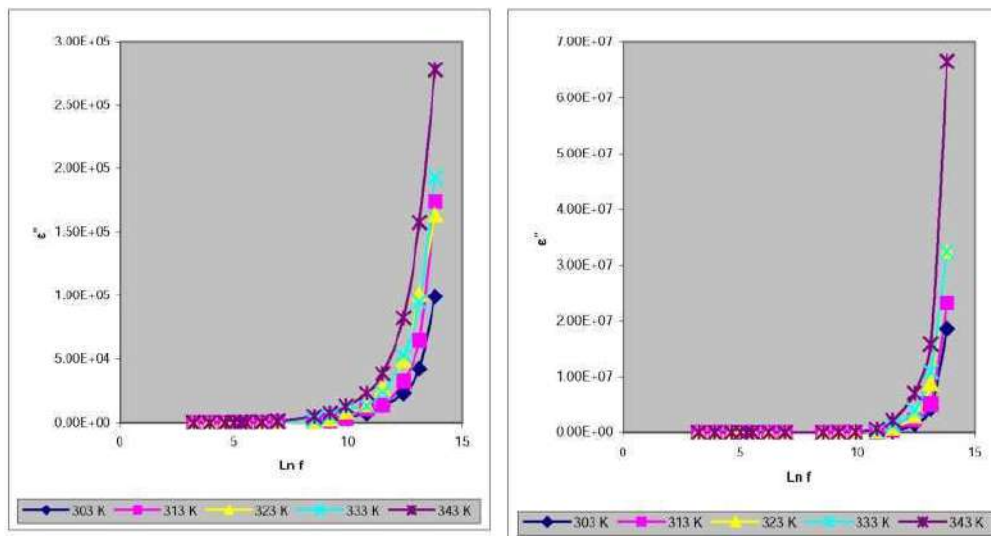 3.00E+05
2.50E+05
2.00E+05
1.50E+05
1.00E+05
5.00E+04
0.00E+00
ε"
0
5
10
15
Ln f
303 K
313 K
323 K
333 K
343 K
7.00E+07
6.00E+07
5.00E+07
4.00E+07
3.00E+07
2.00E+07
1.00E+07
0.00E+00
ε"
0
5
10
15
Ln f
303 K
313 K
323 K
333 K
343 K